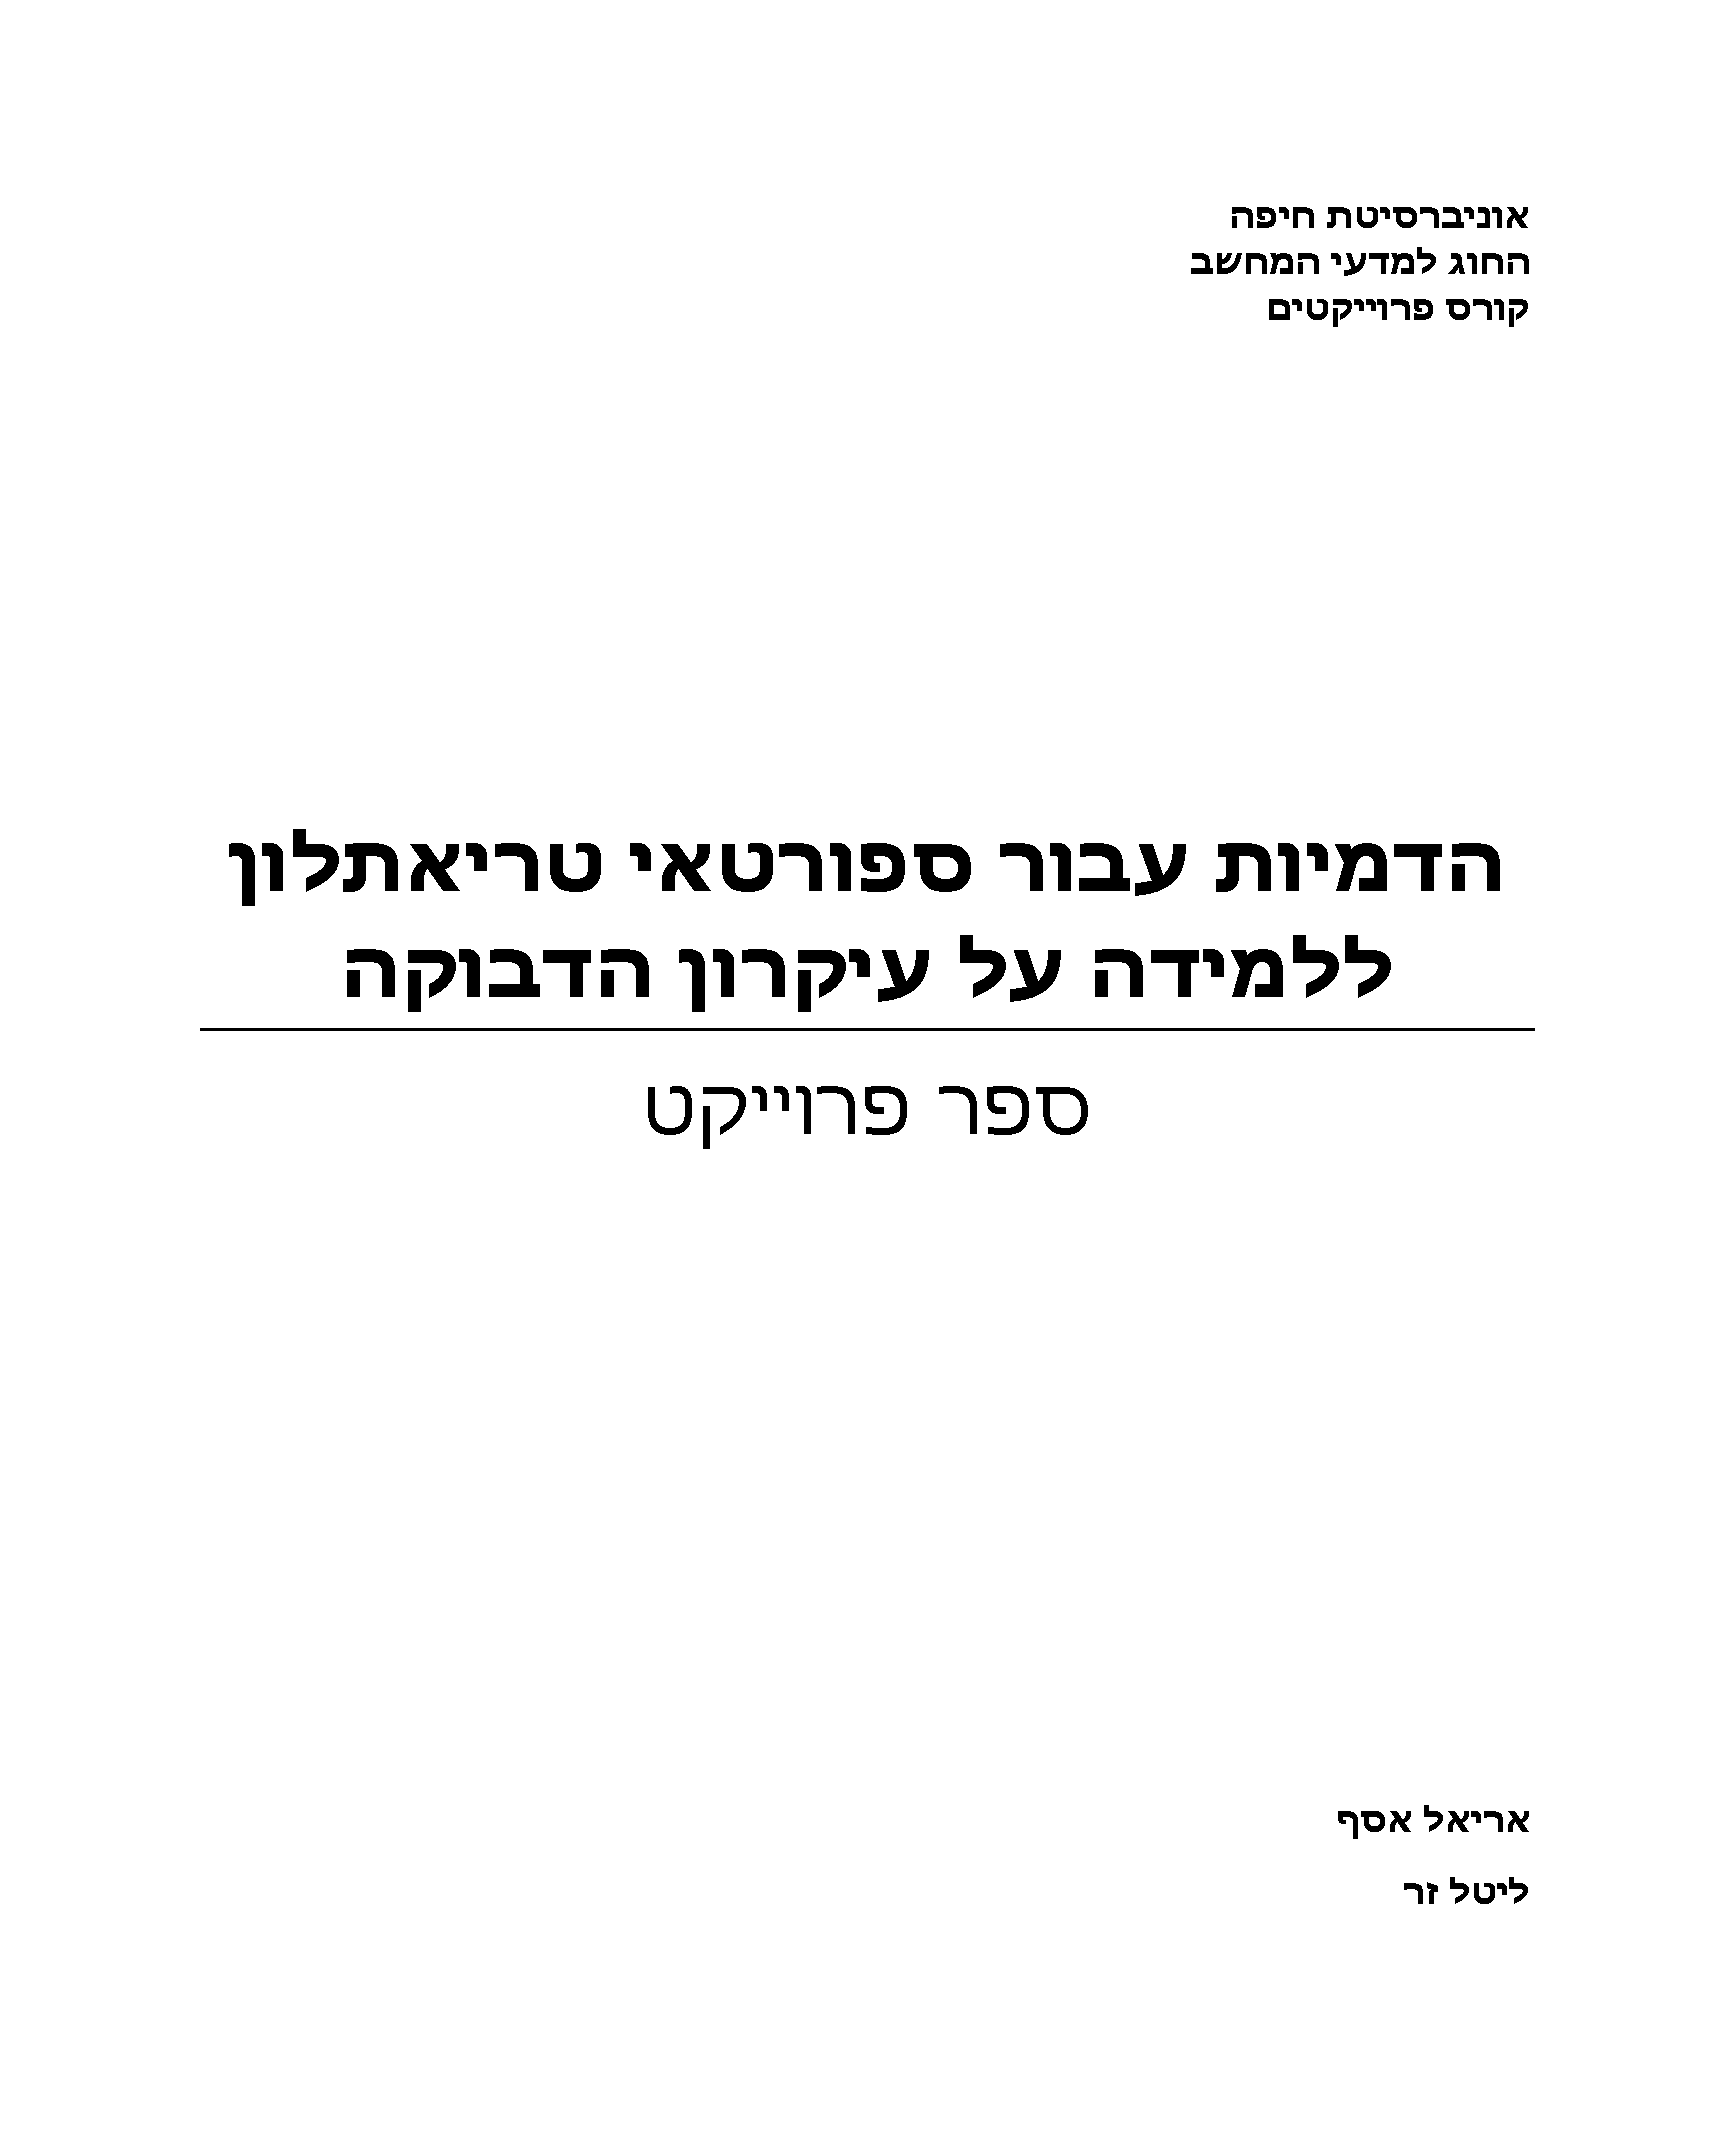 אוניברסיטת חיפה
החוג למדעי המחשב
קורס פרוייקטים
הדמיות עבור ספורטאי טריאתלון
ללמידה על עיקרון הדבוקה
ספר פרוייקט
אריאל אסף
ליטל זר